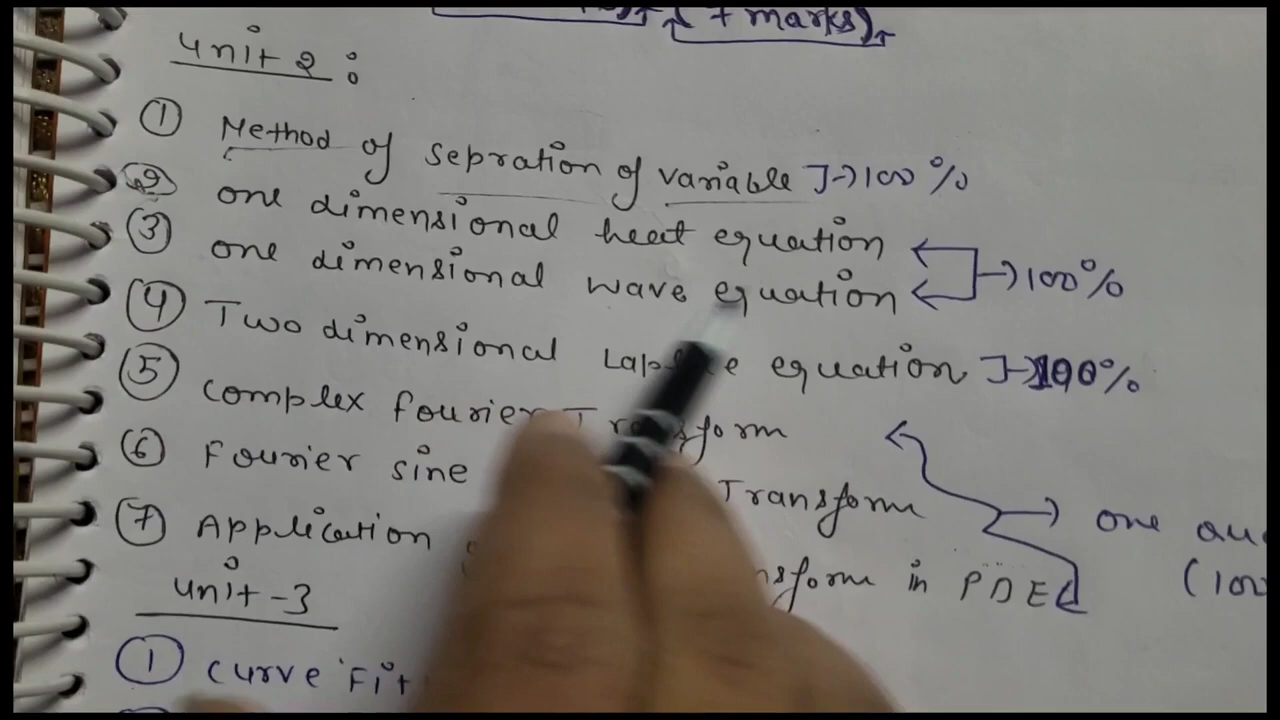 + marks)
Unit 2 :
① Method of sepration of variable ]→100%
② one dimensional heat equation
③ one dimensional wave equation →100%
④ Two dimensional equation ]→100%
⑤ complex fourier Transform
⑥ Fourier sine Transform → one
⑦ Application in PDE
Unit-3
① Curve